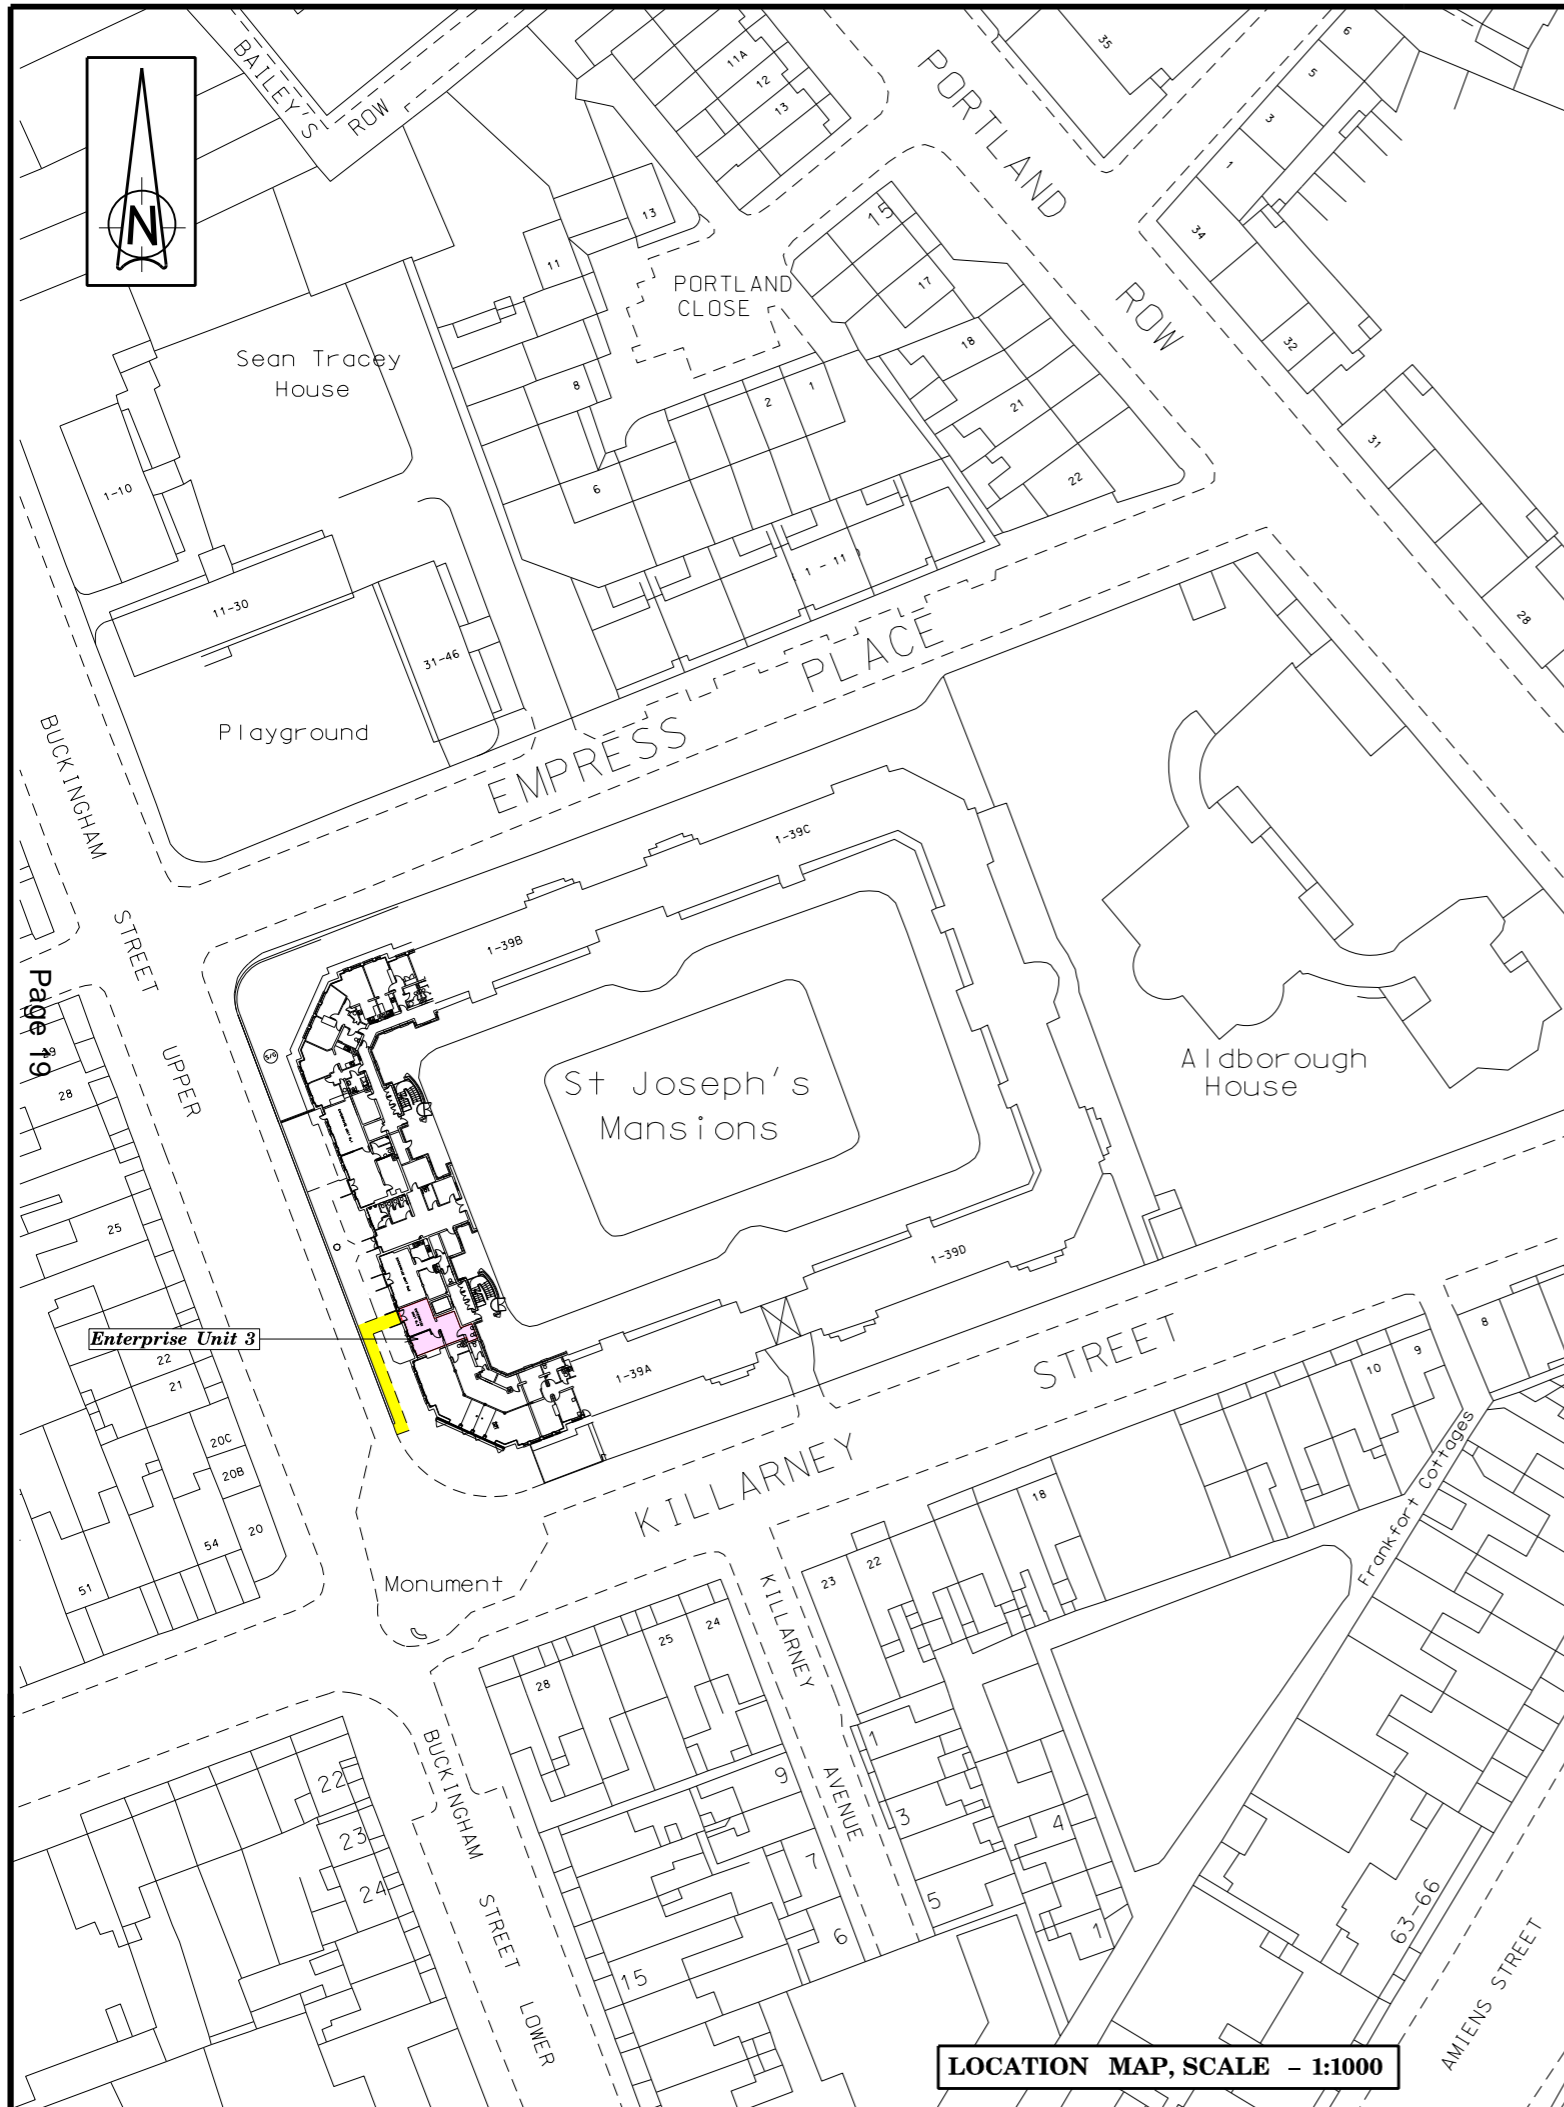 BAILEY'S
ROW
N
11A
12
13
35
PORTLAND
ROW
6
5
3
1
34
32
31
28
13
11
8
6
2
1
PORTLAND
CLOSE
15
17
18
21
22
Sean Tracey
House
1-10
11-30
31-46
Playground
1 - 11
EMPRESS
PLACE
BUCKINGHAM
STREET
UPPER
1-39C
1-39B
St Joseph's
Mansions
1-39D
1-39A
Aldborough
House
Page 19
28
25
Enterprise Unit 3
22
21
20C
20B
20
54
51
KILLARNEY
STREET
Monument
8
9
10
18
22
23
Frankfort Cottages
KILLARNEY
AVENUE
24
25
28
22
23
24
BUCKINGHAM
STREET
LOWER
9
7
6
15
1
3
5
4
1
63-66
AMIENS STREET
LOCATION MAP, SCALE - 1:1000